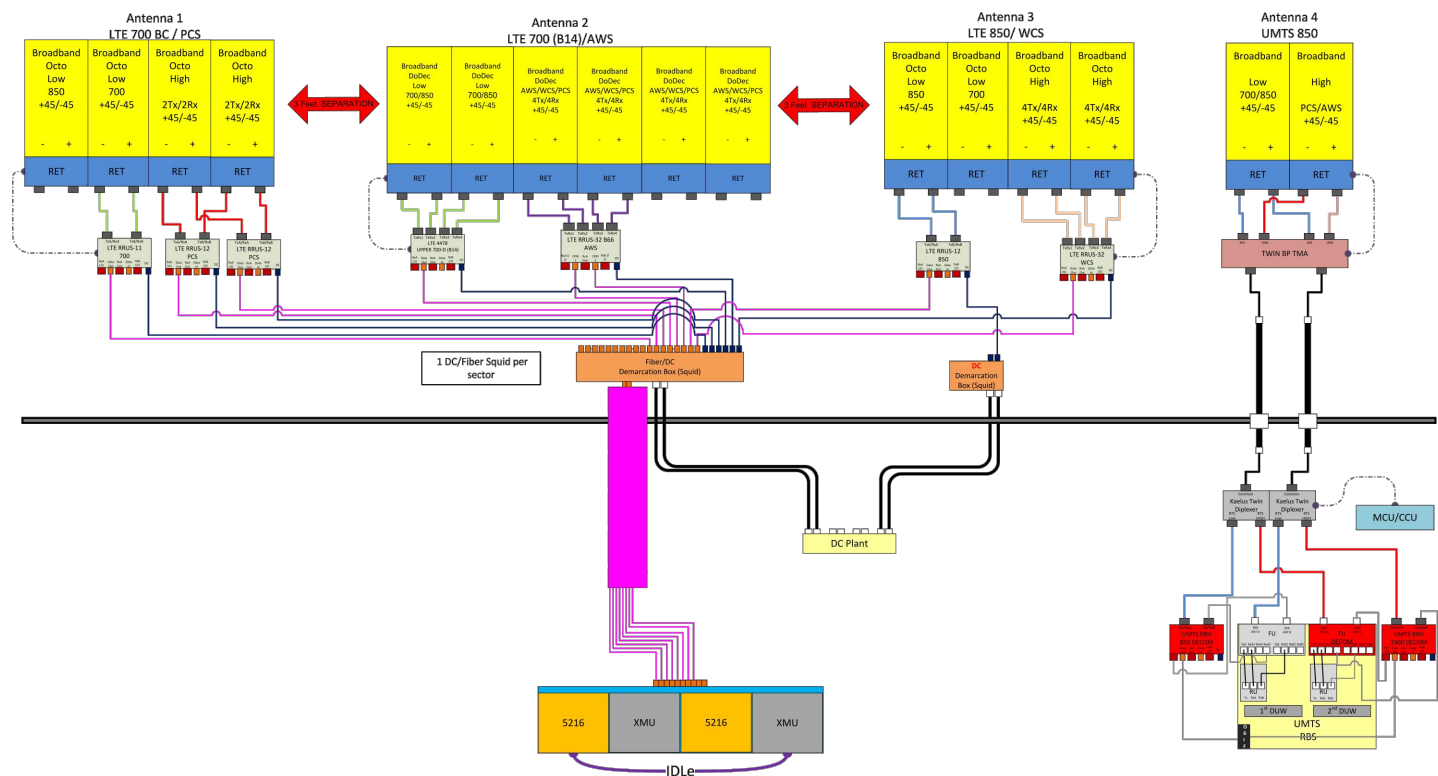 Antenna 1
LTE 700 BC / PCS
Antenna 2
LTE 700 (B14)/AWS
Antenna 3
LTE 850/ WCS
Antenna 4
UMTS 850
Broadband
Octo
Low
850
+45/-45
- +
RET
Broadband
Octo
Low
700
+45/-45
- +
RET
Broadband
Octo
High
2Tx/2Rx
+45/-45
- +
RET
Broadband
Octo
High
2Tx/2Rx
+45/-45
- +
RET
3 Feet SEPARATION
Broadband
DoDec
Low
700/850
+45/-45
- +
RET
Broadband
DoDec
Low
700/850
+45/-45
- +
RET
Broadband
DoDec
AWS/WCS/PCS
4Tx/4Rx
+45/-45
- +
RET
Broadband
DoDec
AWS/WCS/PCS
4Tx/4Rx
+45/-45
- +
RET
Broadband
DoDec
AWS/WCS/PCS
4Tx/4Rx
+45/-45
- +
RET
Broadband
DoDec
AWS/WCS/PCS
4Tx/4Rx
+45/-45
- +
RET
3 Feet SEPARATION
Broadband
Octo
Low
850
+45/-45
- +
RET
Broadband
Octo
Low
700
+45/-45
- +
RET
Broadband
Octo
High
4Tx/4Rx
+45/-45
- +
RET
Broadband
Octo
High
4Tx/4Rx
+45/-45
- +
RET
Broadband
Low
700/850
+45/-45
- +
RET
Broadband
High
PCS/AWS
+45/-45
- +
RET
LTE RRUS-11
700
LTE RRUS-12
PCS
LTE RRUS-12
PCS
LTE 4478
UPPER 700-D (B14)
LTE RRUS-32 B66
AWS
LTE RRUS-12
850
LTE RRUS-32
WCS
TWIN BP TMA
1 DC/Fiber Squid per
sector
Fiber/DC
Demarcation Box (Squid)
DC
Demarcation
Box (Squid)
DC Plant
Kaelus Twin
Diplexer
Kaelus Twin
Diplexer
MCU/CCU
UMTS RRH
850 DECOM
FU
FU
DECOM
UMTS RRH
1900 DECOM
RU
RU
1st DUW
2nd DUW
UMTS
RBS
5216
XMU
5216
XMU
IDLe